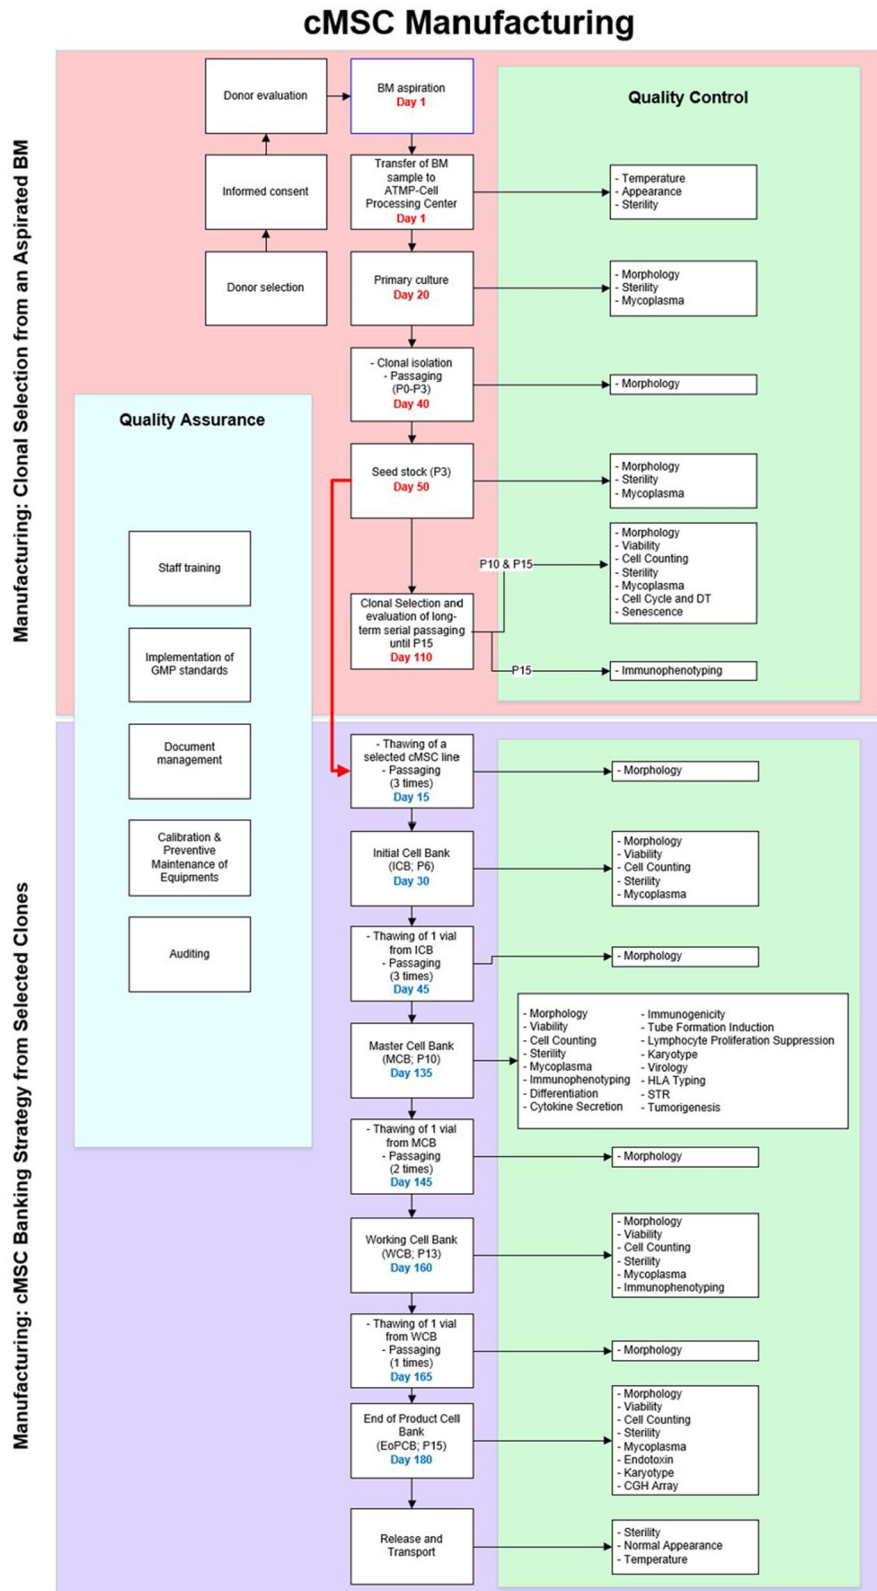 cMSC Manufacturing
Manufacturing: Clonal Selection from an Aspirated BM
Donor evaluation
Informed consent
Donor selection
BM aspiration
Day 1
Transfer of BM
sample to
ATMP-Cell
Processing Center
Day 1
Primary culture
Day 20
- Clonal isolation
- Passaging
(P0-P3)
Day 40
Seed stock (P3)
Day 50
Clonal Selection and
evaluation of long-
term serial passaging
until P15
Day 110
P10 & P15
P15
Quality Control
- Temperature
- Appearance
- Sterility
- Morphology
- Sterility
- Mycoplasma
- Morphology
- Morphology
- Sterility
- Mycoplasma
- Morphology
- Viability
- Cell Counting
- Sterility
- Mycoplasma
- Cell Cycle and DT
- Senescence
- Immunophenotyping
Quality Assurance
Staff training
Implementation of
GMP standards
Document
management
Calibration &
Preventive
Maintenance of
Equipments
Auditing
Manufacturing: cMSC Banking Strategy from Selected Clones
- Thawing of a
selected cMSC line
- Passaging
(3 times)
Day 15
- Morphology
Initial Cell Bank
(ICB; P6)
Day 30
- Morphology
- Viability
- Cell Counting
- Sterility
- Mycoplasma
- Thawing of 1 vial
from ICB
- Passaging
(3 times)
Day 45
- Morphology
Master Cell Bank
(MCB; P10)
Day 135
- Morphology
- Viability
- Cell Counting
- Sterility
- Mycoplasma
- Immunophenotyping
- Differentiation
- Cytokine Secretion
- Immunogenicity
- Tube Formation Induction
- Lymphocyte Proliferation Suppression
- Karyotype
- Virology
- HLA Typing
- STR
- Tumorigenesis
- Thawing of 1 vial
from MCB
- Passaging
(2 times)
Day 145
- Morphology
Working Cell Bank
(WCB; P13)
Day 160
- Morphology
- Viability
- Cell Counting
- Sterility
- Mycoplasma
- Immunophenotyping
- Thawing of 1 vial
from WCB
- Passaging
(1 times)
Day 165
- Morphology
End of Product Cell
Bank
(EoPCB; P15)
Day 180
- Morphology
- Viability
- Cell Counting
- Sterility
- Mycoplasma
- Endotoxin
- Karyotype
- CGH Array
Release and
Transport
- Sterility
- Normal Appearance
- Temperature